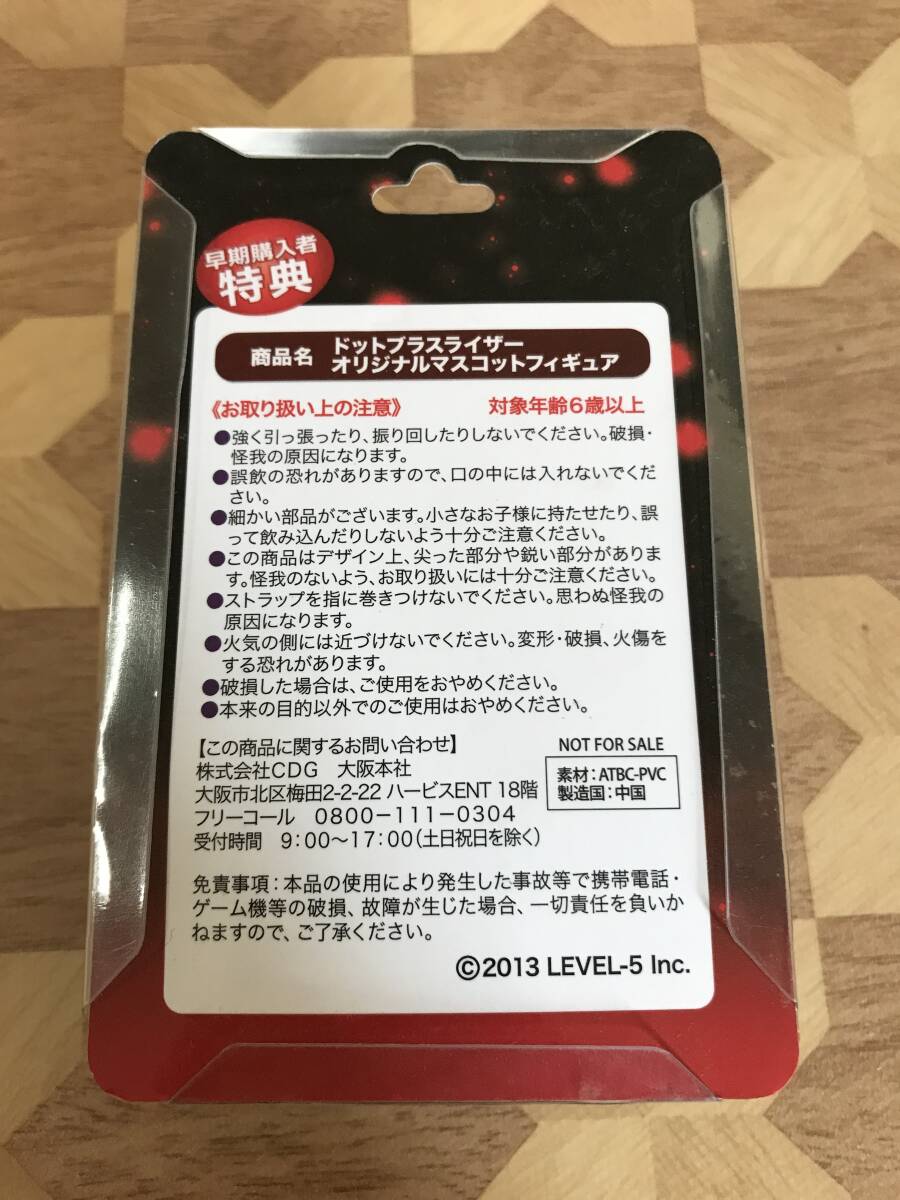 早期購入者
特典
商品名
ドットブラスライザー
オリジナルマスコットフィギュア
《お取り扱い上の注意》 対象年齢6歳以上
●強く引っ張ったり、振り回したりしないでください。破損・
怪我の原因になります。
●誤飲の恐れがありますので、口の中には入れないでくだ
さい。
●細かい部品がございます。小さなお子様に持たせたり、誤
って飲み込んだりしないよう十分ご注意ください。
●この商品はデザイン上、尖った部分や鋭い部分がありま
す。怪我のないよう、お取り扱いには十分ご注意ください。
●ストラップを指に巻きつけないでください。思わぬ怪我の
原因になります。
●火気の側には近づけないでください。変形・破損、火傷を
する恐れがあります。
●破損した場合は、ご使用をおやめください。
●本来の目的以外でのご使用はおやめください。
【この商品に関するお問い合わせ】
株式会社CDG 大阪本社
大阪市北区梅田2-2-22 ハービスENT 18階
フリーコール 0800-111-0304
受付時間 9:00〜17:00(土日祝日を除く)
NOT FOR SALE
素材:ATBC-PVC
製造国:中国
免責事項:本品の使用により発生した事故等で携帯電話・
ゲーム機等の破損、故障が生じた場合、一切責任を負いか
ねますので、ご了承ください。
©2013 LEVEL-5 Inc.